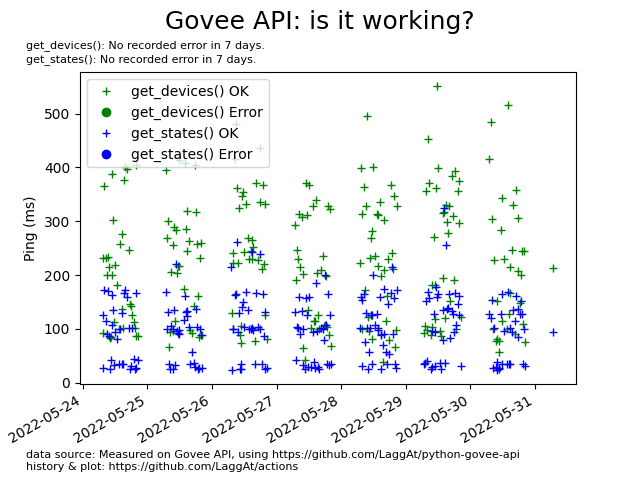 Govee API: is it working?
get_devices(): No recorded error in 7 days.
get_states(): No recorded error in 7 days.
get_devices() OK
get_devices() Error
get_states() OK
get_states() Error
Ping (ms)
500
400
300
200
100
0
2022-05-24
2022-05-25
2022-05-26
2022-05-27
2022-05-28
2022-05-29
2022-05-30
2022-05-31
data source: Measured on Govee API, using https://github.com/LaggAt/python-govee-api
history & plot: https://github.com/LaggAt/actions